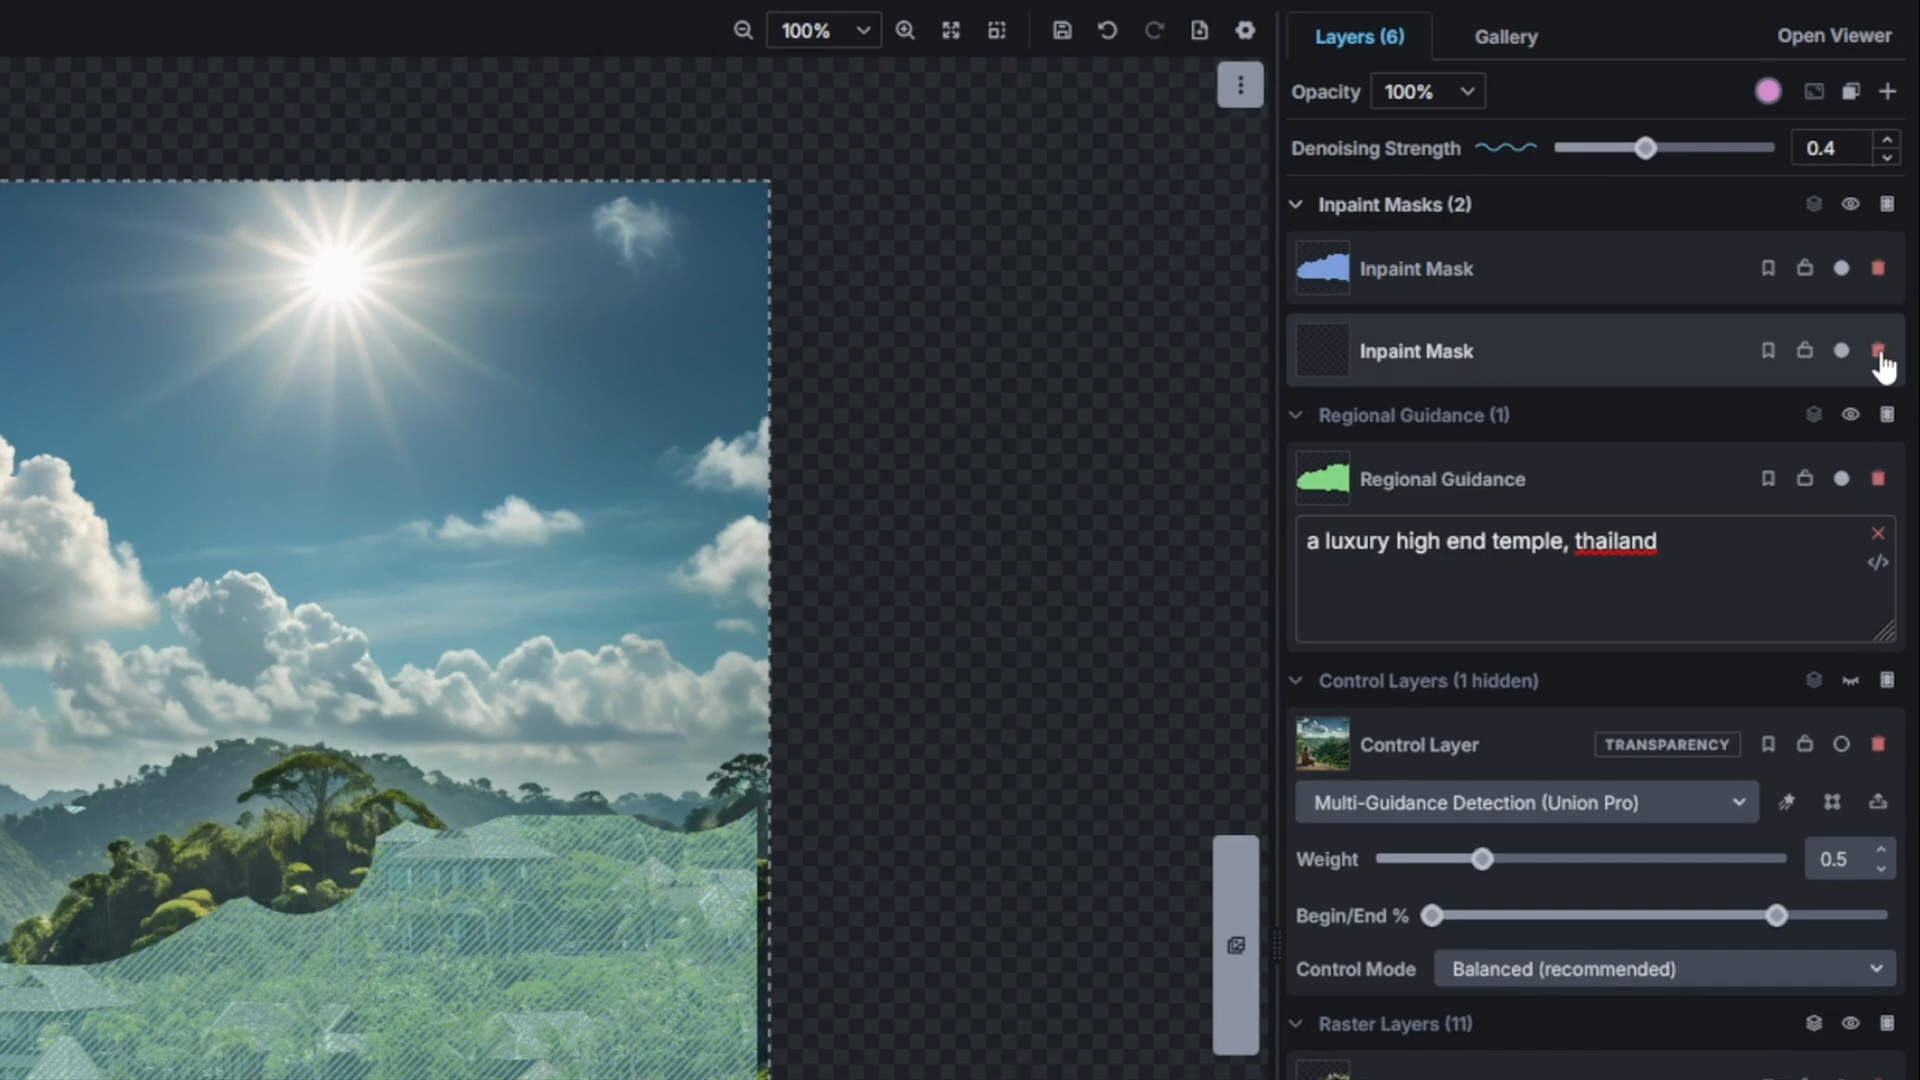 100%
Layers (6)
Gallery
Open Viewer
Opacity
100%
Denoising Strength
0.4
Inpaint Masks (2)
Inpaint Mask
Inpaint Mask
Regional Guidance (1)
Regional Guidance
a luxury high end temple, thailand
Control Layers (1 hidden)
Control Layer
TRANSPARENCY
Multi-Guidance Detection (Union Pro)
Weight
0.5
Begin/End %
Control Mode
Balanced (recommended)
Raster Layers (11)